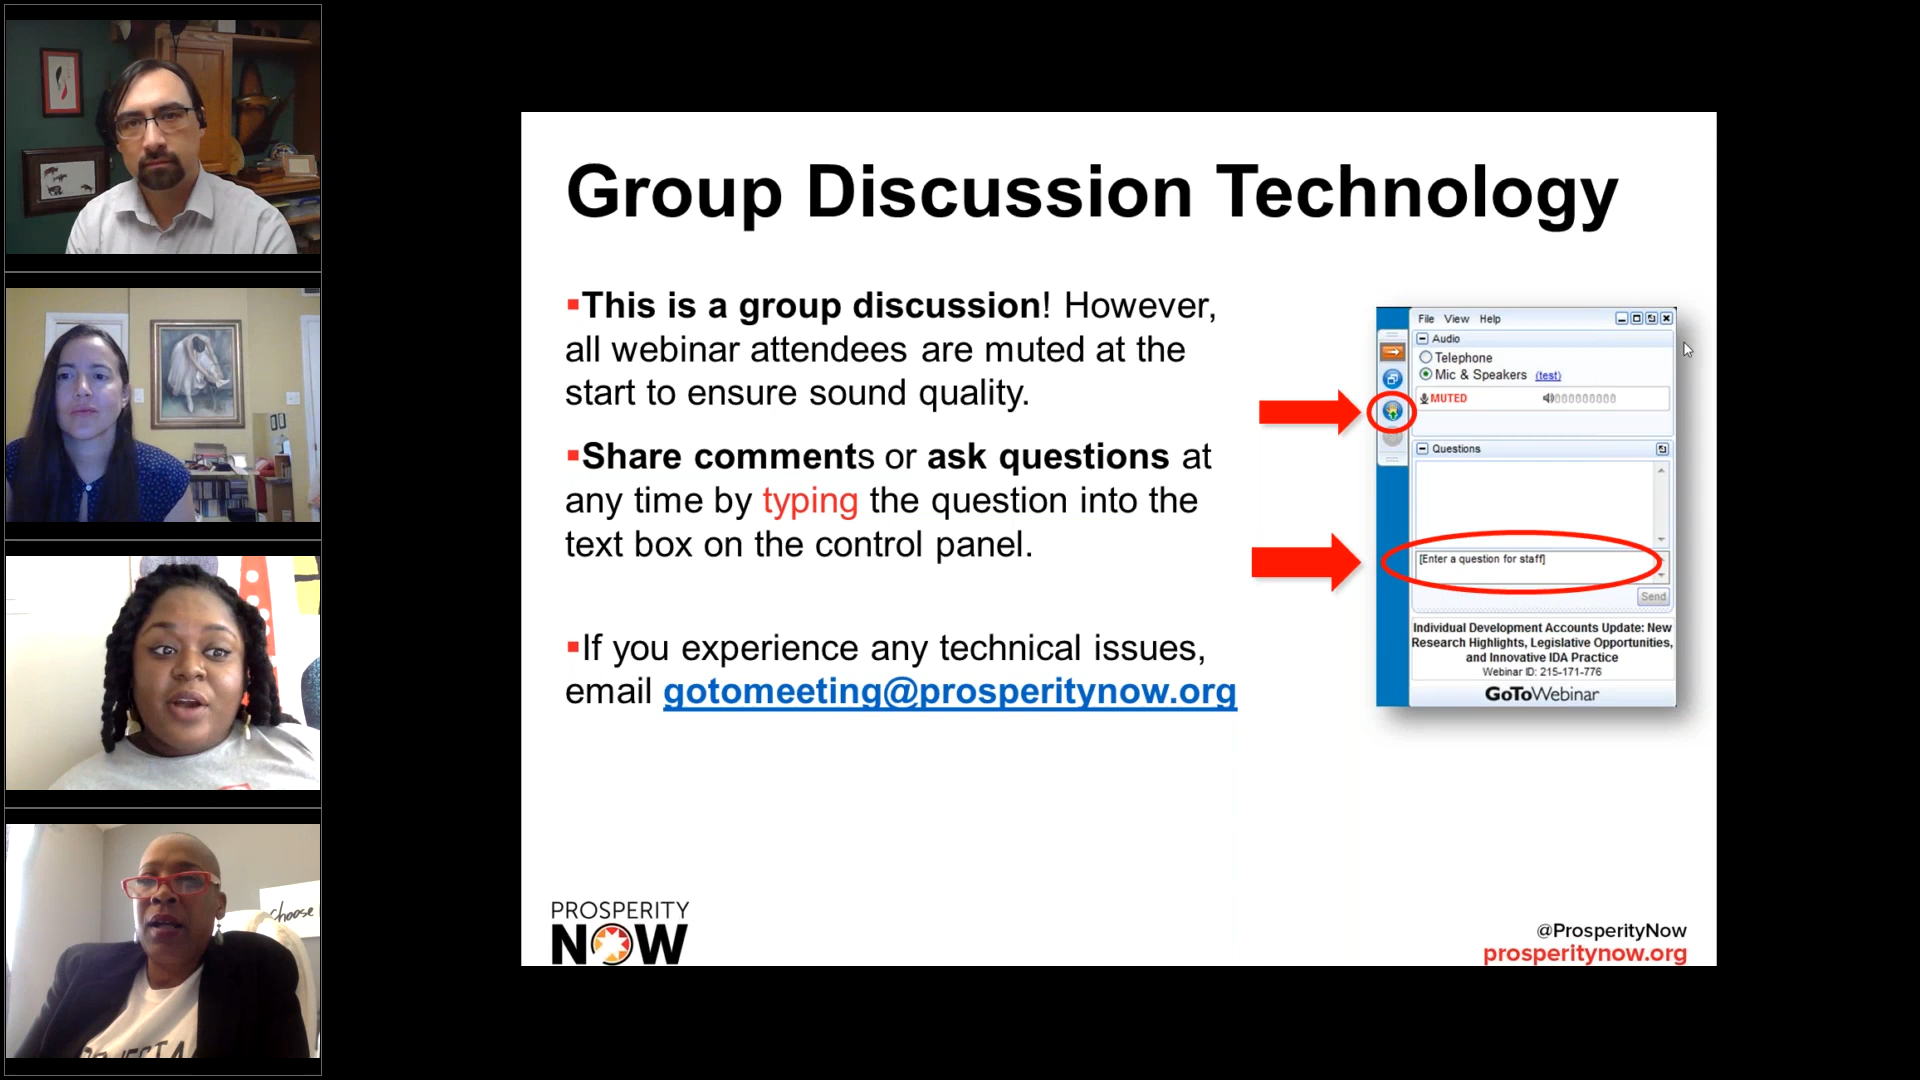 Group Discussion Technology
▪This is a group discussion! However,
all webinar attendees are muted at the
start to ensure sound quality.
▪Share comments or ask questions at
any time by typing the question into the
text box on the control panel.
▪If you experience any technical issues,
email gotomeeting@prosperitynow.org
File View Help
Audio
Telephone
Mic & Speakers (test)
MUTED
Questions
[Enter a question for staff]
Send
Individual Development Accounts Update: New
Research Highlights, Legislative Opportunities,
and Innovative IDA Practice
Webinar ID: 215-171-776
GoToWebinar
PROSPERITY
NOW
@ProsperityNow
prosperitynow.org
choose